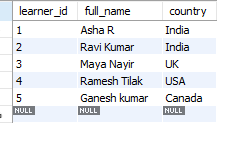 learner_id full_name country
1 Asha R India
2 Ravi Kumar India
3 Maya Nayir UK
4 Ramesh Tilak USA
5 Ganesh kumar Canada
NULL NULL NULL